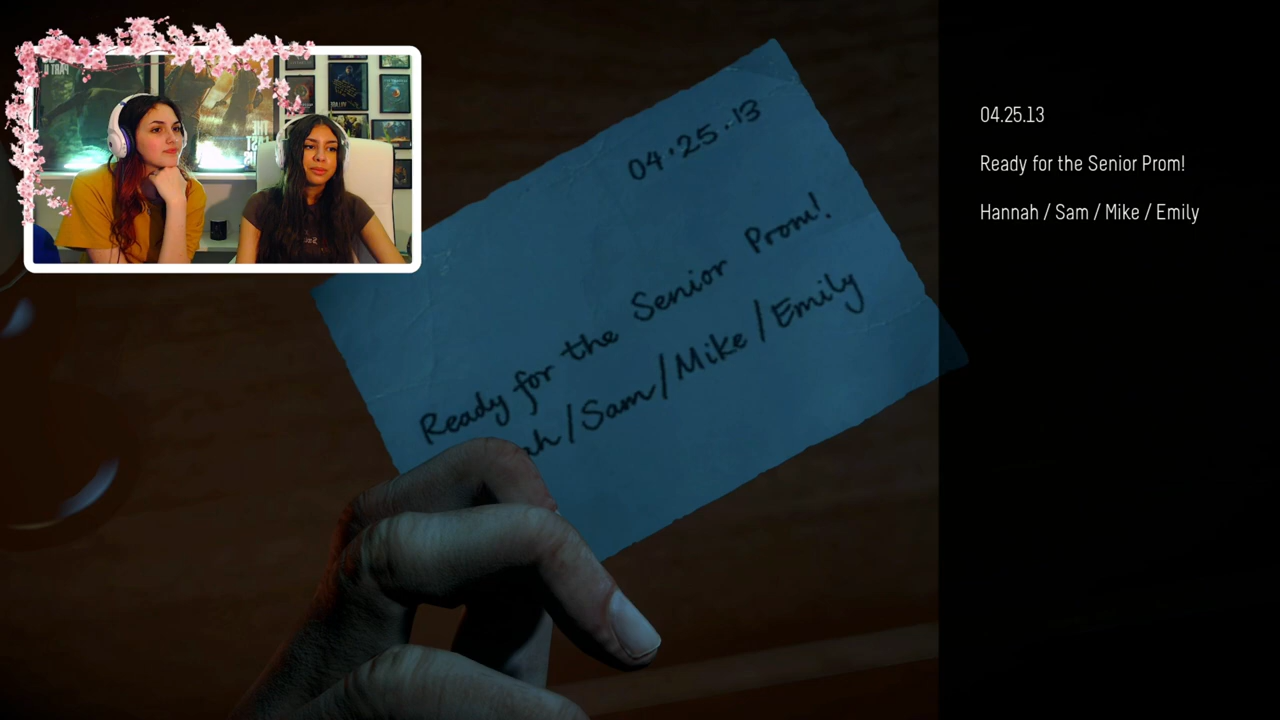 04.25.13
Ready for the Senior Prom!
ah/Sam/Mike/Emily
04.25.13
Ready for the Senior Prom!
Hannah / Sam / Mike / Emily